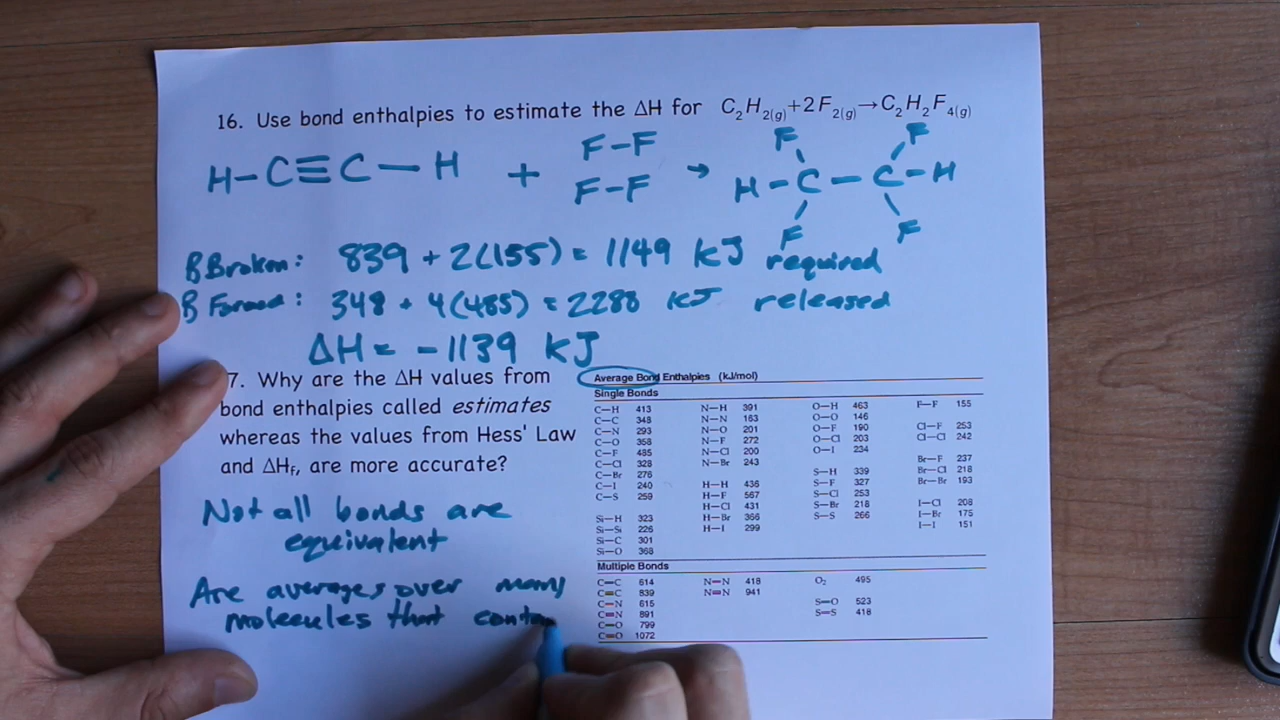 16. Use bond enthalpies to estimate the ΔH for C₂H₂(g)+2F₂(g)→C₂H₂F₄(g)
F F
H-C≡C-H + F-F → H-C-C-H
F-F
F F
B Broken: 839 + 2(155) = 1149 kJ required
B Formed: 348 + 4(485) = 2288 kJ released
ΔH = -1139 kJ
7. Why are the ΔH values from
bond enthalpies called estimates
whereas the values from Hess' Law
and ΔHf, are more accurate?
Not all bonds are
equivalent
Are averages over many
molecules that conta
Average Bond Enthalpies (kJ/mol)
Single Bonds
C-H 413 N-H 391 O-H 463 F-F 155
C-C 348 N-N 163 O-O 146
C-N 293 N-O 201 O-F 190 Cl-F 253
C-O 358 N-F 272 O-Cl 203 Cl-Cl 242
C-F 485 N-Cl 200 O-I 234
C-Cl 328 N-Br 243 Br-F 237
C-Br 276 S-H 339 Br-Cl 218
C-I 240 H-H 436 S-F 327 Br-Br 193
C-S 259 H-F 567 S-Cl 253
H-Cl 431 S-Br 218 I-Cl 208
Si-H 323 H-Br 366 S-S 266 I-Br 175
Si-Si 226 H-I 299 I-I 151
Si-C 301
Si-O 368
Multiple Bonds
C=C 614 N=N 418 O₂ 495
C≡C 839 N≡N 941
C=N 615 S=O 523
C≡N 891 S=S 418
C=O 799
C≡O 1072